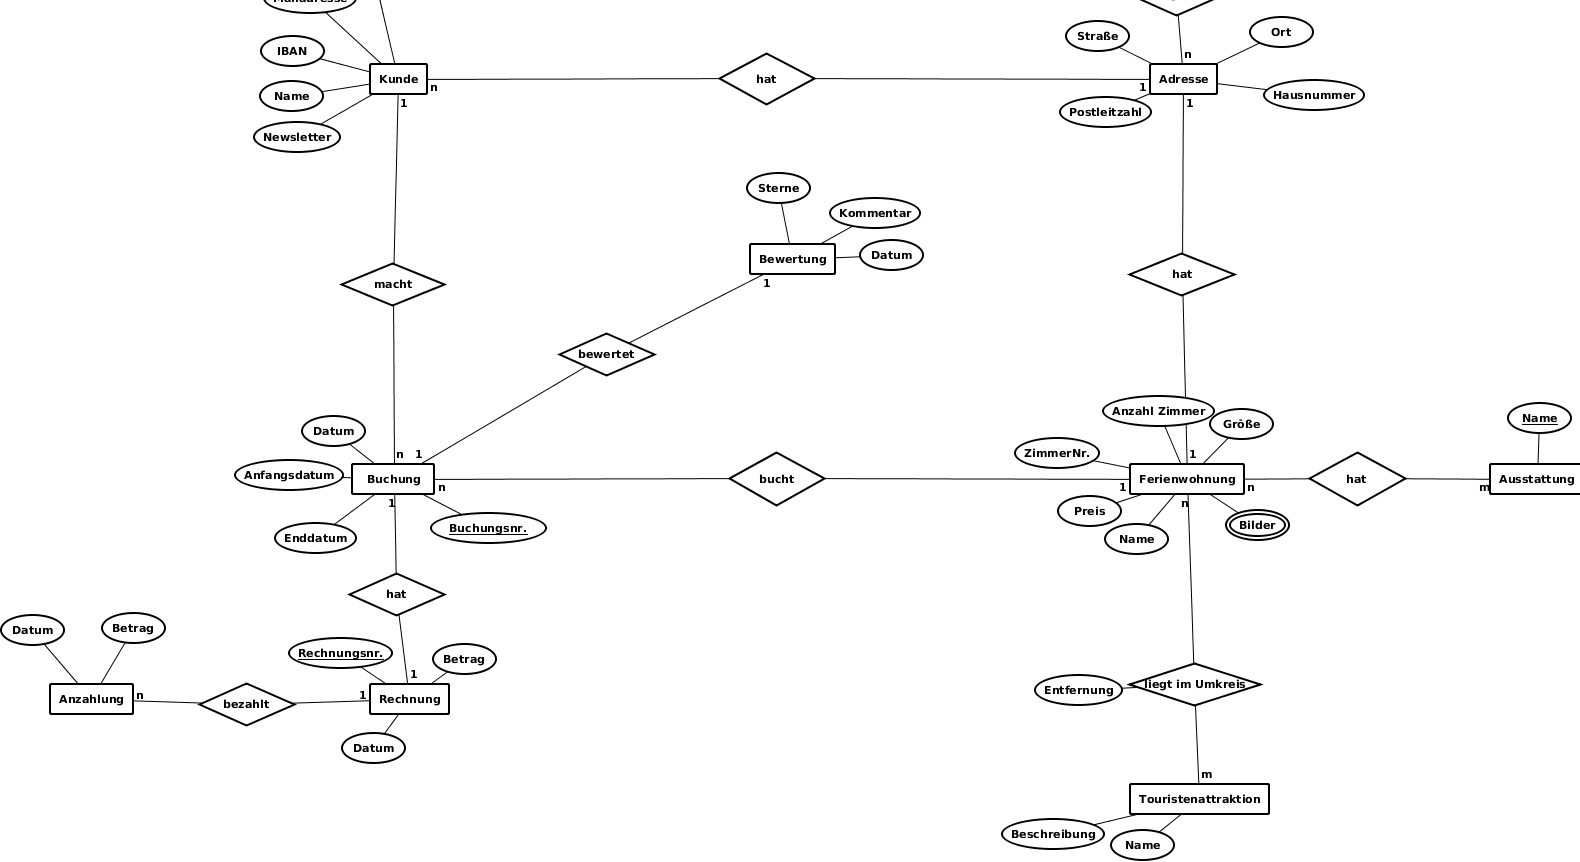 Mailadresse
Straße
Ort
IBAN
n
Kunde
hat
Adresse
n
1
Name
Hausnummer
1
1
Postleitzahl
Newsletter
Sterne
Kommentar
Bewertung
Datum
1
hat
macht
bewertet
Anzahl Zimmer
Name
Größe
Datum
ZimmerNr.
n
1
1
Anfangsdatum
Buchung
bucht
Ferienwohnung
hat
Ausstattung
n
1
n
m
1
n
Preis
Bilder
Buchungsnr.
Enddatum
Name
hat
Datum
Betrag
Rechnungsnr.
Betrag
1
liegt im Umkreis
Entfernung
Anzahlung
n
bezahlt
1
Rechnung
Datum
m
Touristenattraktion
Beschreibung
Name